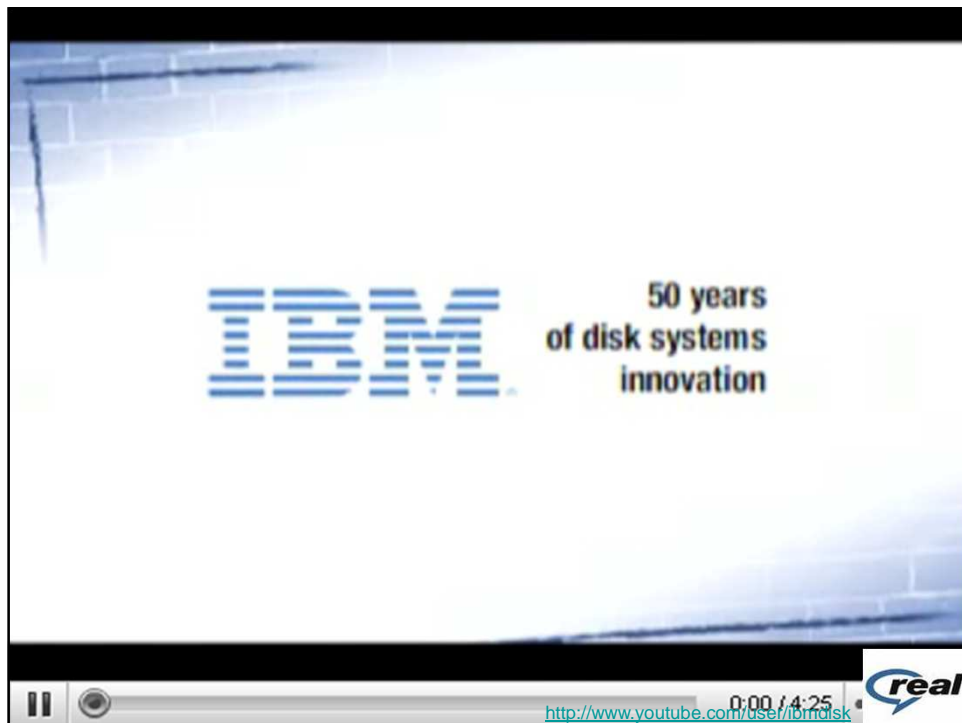 IBM
50 years
of disk systems
innovation
0:00 / 4:25
http://www.youtube.com/user/ibmdisk
real